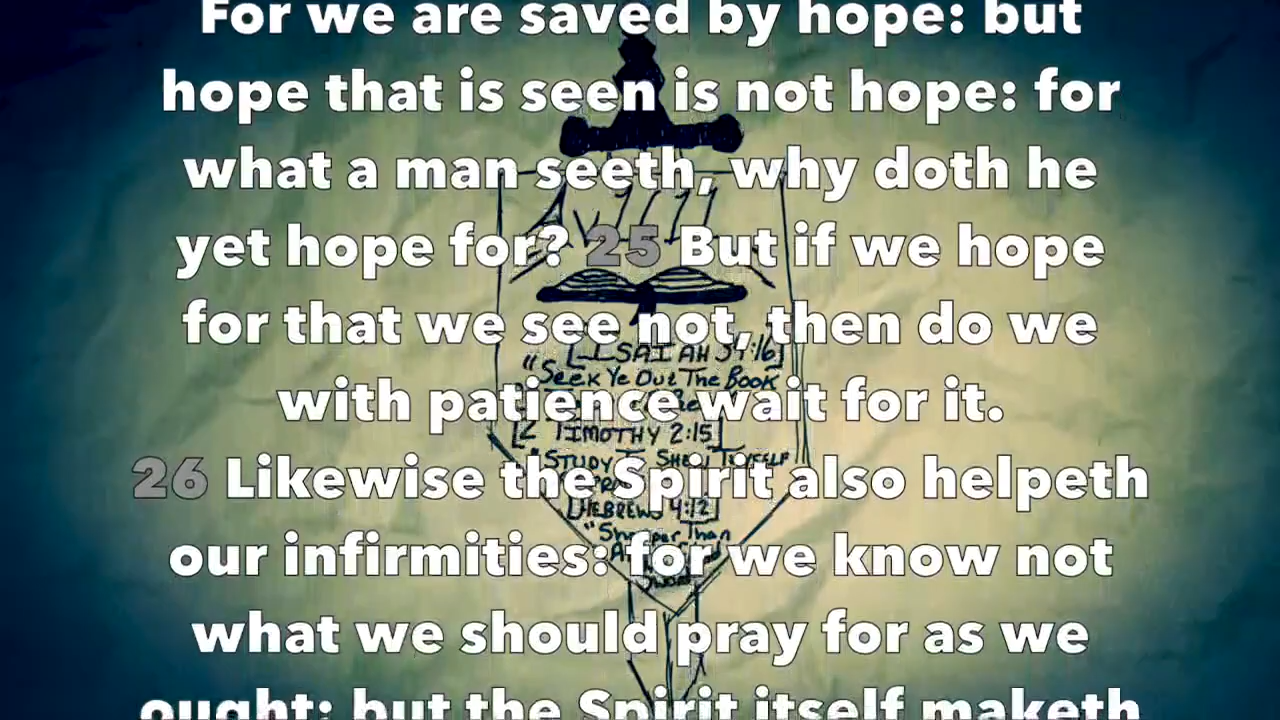 For we are saved by hope: but
hope that is seen is not hope: for
what a man seeth, why doth he
yet hope for? 25 But if we hope
for that we see not, then do we
with patience wait for it.
26 Likewise the Spirit also helpeth
our infirmities: for we know not
what we should pray for as we
ought: but the Spirit itself maketh
[ISAIAH 34:16]
"Seek Ye Out The Book
[2 TIMOTHY 2:15]
"STUDY To SHEW THYSELF
[HEBREWS 4:12]
"Sharper Than